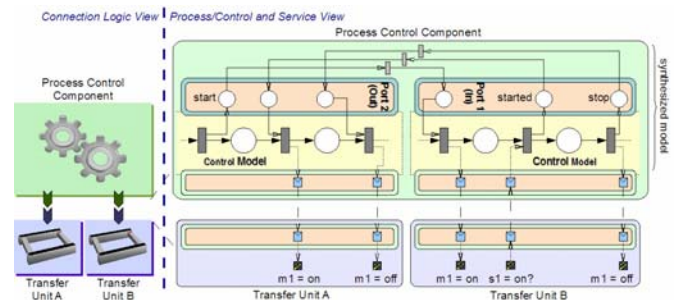 Connection Logic View
Process/Control and Service View
Process Control Component
Process Control
Component
start
Port 2
(Out)
Port 1
(In)
started
stop
synthesized model
Control Model
Control Model
m1 = on
m1 = off
m1 = on
s1 = on?
m1 = off
Transfer
Unit A
Transfer
Unit B
Transfer Unit A
Transfer Unit B